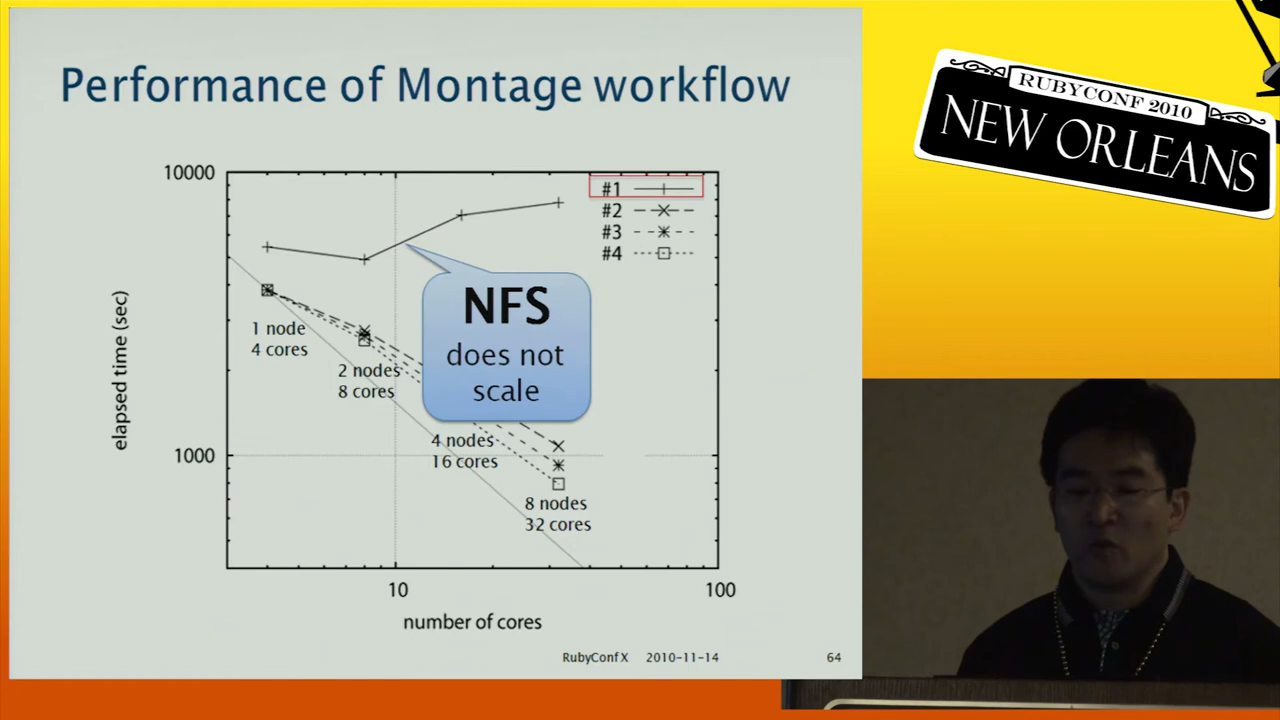 Performance of Montage workflow
10000
1000
elapsed time (sec)
#1
#2
#3
#4
NFS
does not
scale
1 node
4 cores
2 nodes
8 cores
4 nodes
16 cores
8 nodes
32 cores
10
100
number of cores
RubyConf X 2010-11-14 64
RUBYCONF 2010
NEW ORLEANS